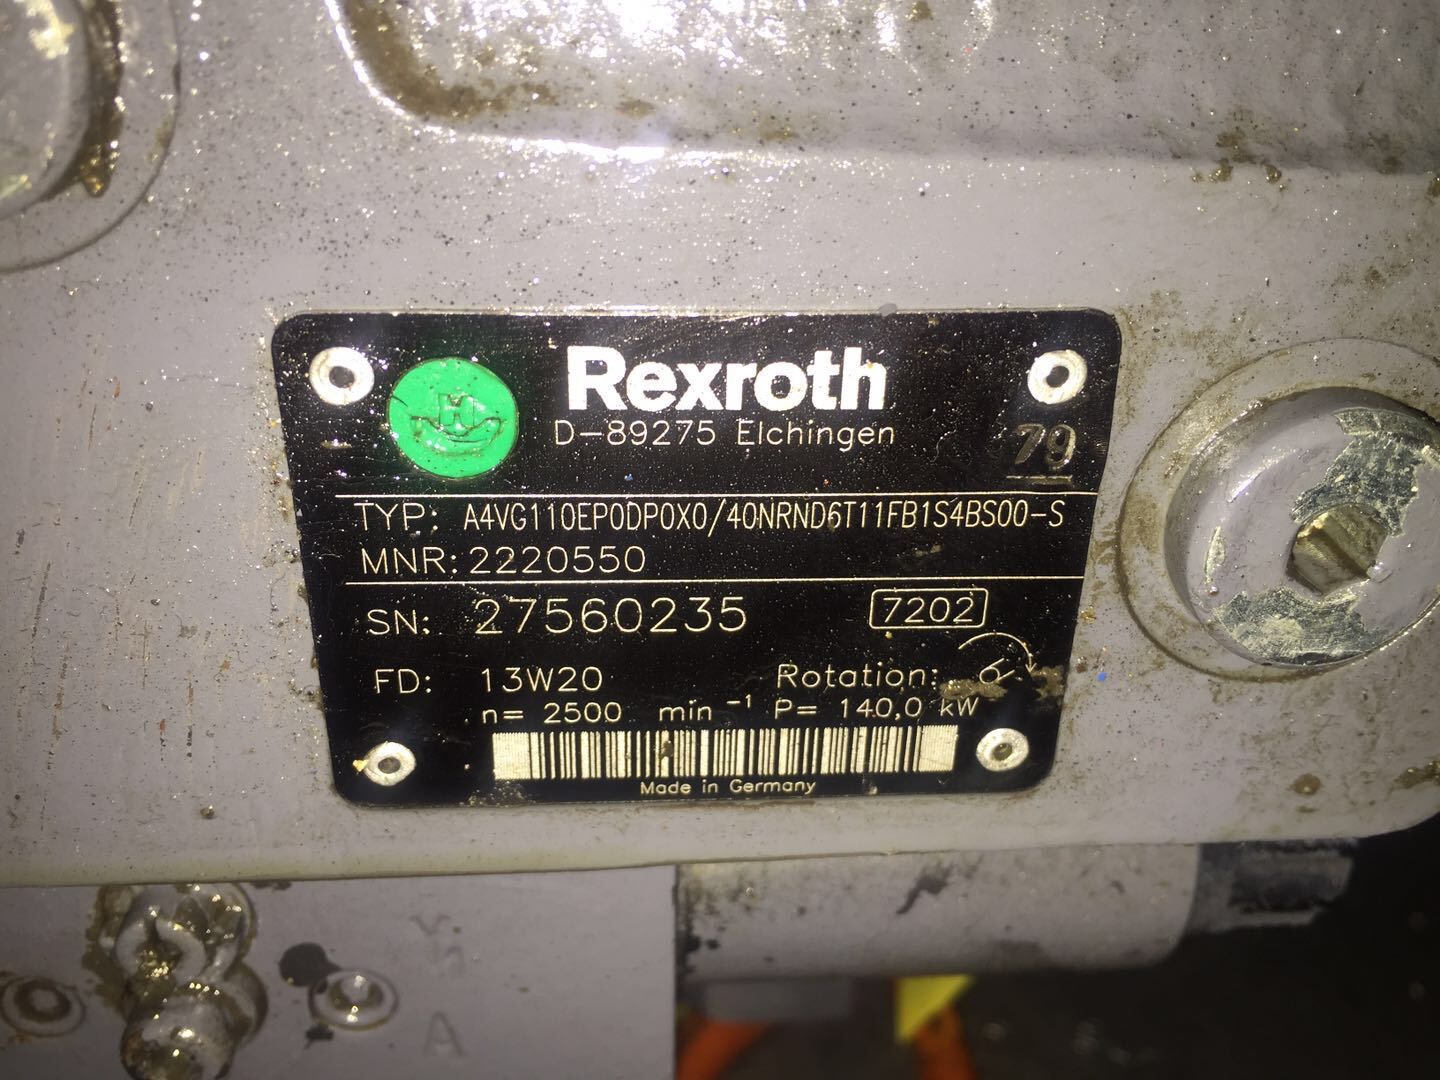 Rexroth
D-89275 Elchingen
79
TYP: A4VG110EP0DP0X0/40NRND6T11FB1S4BS00-S
MNR: 2220550
SN: 27560235 7202
FD: 13W20 Rotation:
n= 2500 min -1 P= 140,0 kW
Made in Germany
A